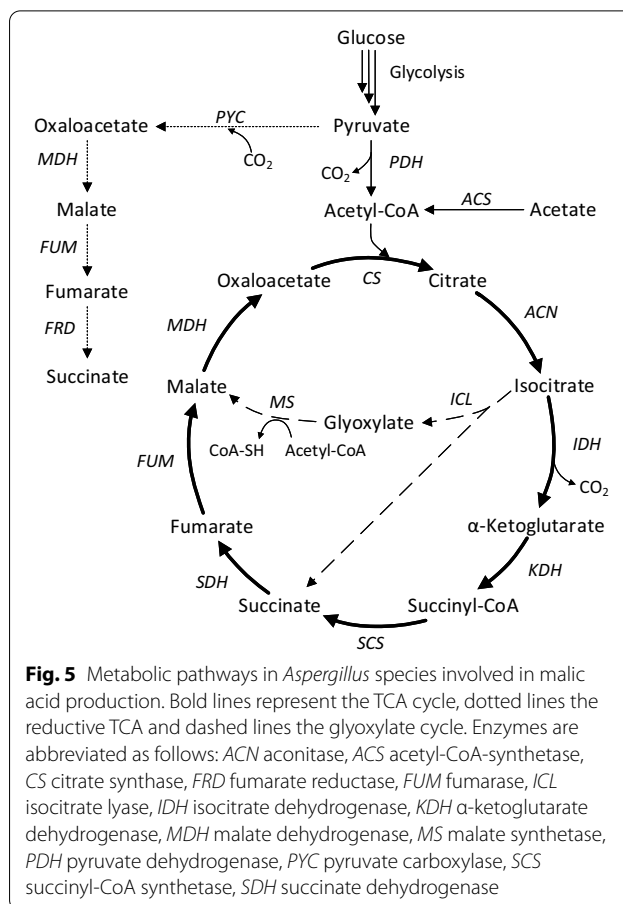 Glucose
Glycolysis
Oxaloacetate
PYC
Pyruvate
CO2
MDH
CO2
PDH
Malate
Acetyl-CoA
ACS
Acetate
FUM
Oxaloacetate
CS
Citrate
Fumarate
MDH
ACN
FRD
Succinate
Malate
MS
ICL
Isocitrate
Glyoxylate
CoA-SH
Acetyl-CoA
IDH
FUM
CO2
Fumarate
α-Ketoglutarate
SDH
KDH
Succinate
Succinyl-CoA
SCS
Fig. 5 Metabolic pathways in Aspergillus species involved in malic
acid production. Bold lines represent the TCA cycle, dotted lines the
reductive TCA and dashed lines the glyoxylate cycle. Enzymes are
abbreviated as follows: ACN aconitase, ACS acetyl-CoA-synthetase,
CS citrate synthase, FRD fumarate reductase, FUM fumarase, ICL
isocitrate lyase, IDH isocitrate dehydrogenase, KDH α-ketoglutarate
dehydrogenase, MDH malate dehydrogenase, MS malate synthetase,
PDH pyruvate dehydrogenase, PYC pyruvate carboxylase, SCS
succinyl-CoA synthetase, SDH succinate dehydrogenase